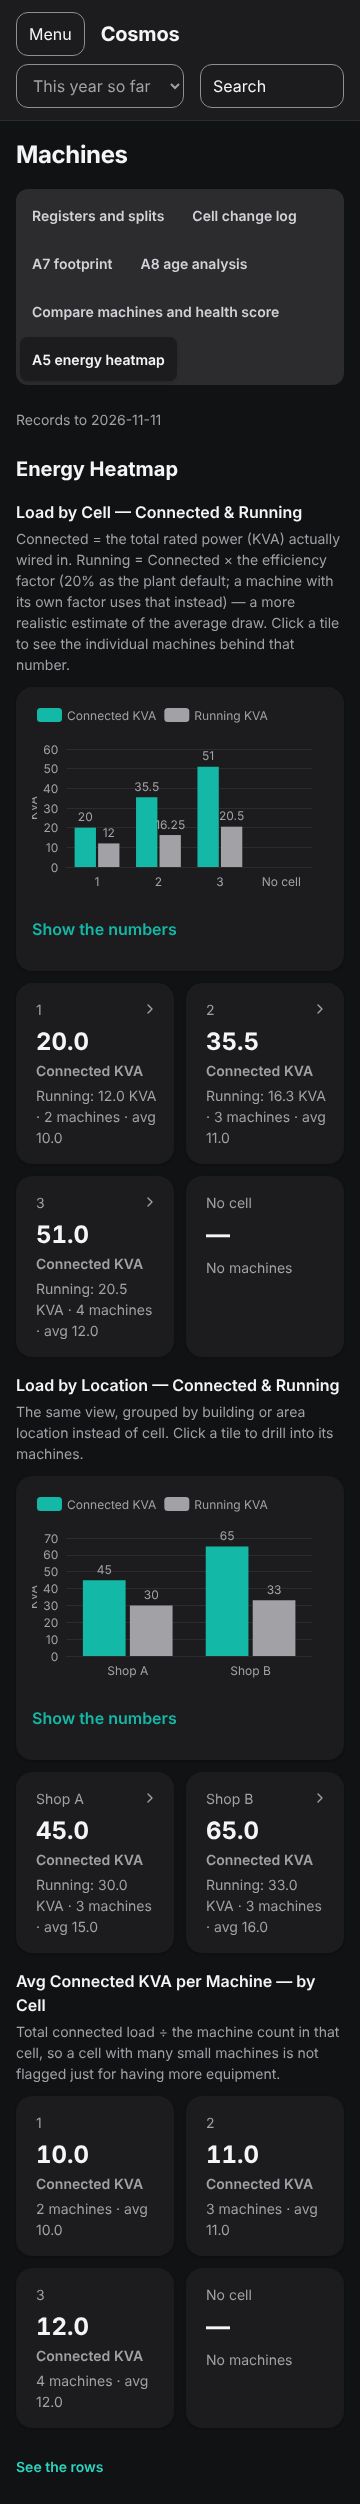 Menu
Cosmos
This year so far
Search
Machines
Registers and splits
Cell change log
A7 footprint
A8 age analysis
Compare machines and health score
A5 energy heatmap
Records to 2026-11-11
Energy Heatmap
Load by Cell — Connected & Running
Connected = the total rated power (KVA) actually
wired in. Running = Connected × the efficiency
factor (20% as the plant default; a machine with
its own factor uses that instead) — a more
realistic estimate of the average draw. Click a tile
to see the individual machines behind that
number.
Connected KVA
Running KVA
KVA
60
50
40
30
20
10
0
20
12
35.5
16.25
51
20.5
1
2
3
No cell
Show the numbers
1
20.0
Connected KVA
Running: 12.0 KVA
· 2 machines · avg
10.0
2
35.5
Connected KVA
Running: 16.3 KVA
· 3 machines · avg
11.0
3
51.0
Connected KVA
Running: 20.5
KVA · 4 machines
· avg 12.0
No cell
—
No machines
Load by Location — Connected & Running
The same view, grouped by building or area
location instead of cell. Click a tile to drill into its
machines.
Connected KVA
Running KVA
KVA
70
60
50
40
30
20
10
0
45
30
65
33
Shop A
Shop B
Show the numbers
Shop A
45.0
Connected KVA
Running: 30.0
KVA · 3 machines
· avg 15.0
Shop B
65.0
Connected KVA
Running: 33.0
KVA · 3 machines
· avg 16.0
Avg Connected KVA per Machine — by
Cell
Total connected load ÷ the machine count in that
cell, so a cell with many small machines is not
flagged just for having more equipment.
1
10.0
Connected KVA
2 machines · avg
10.0
2
11.0
Connected KVA
3 machines · avg
11.0
3
12.0
Connected KVA
4 machines · avg
12.0
No cell
—
No machines
See the rows